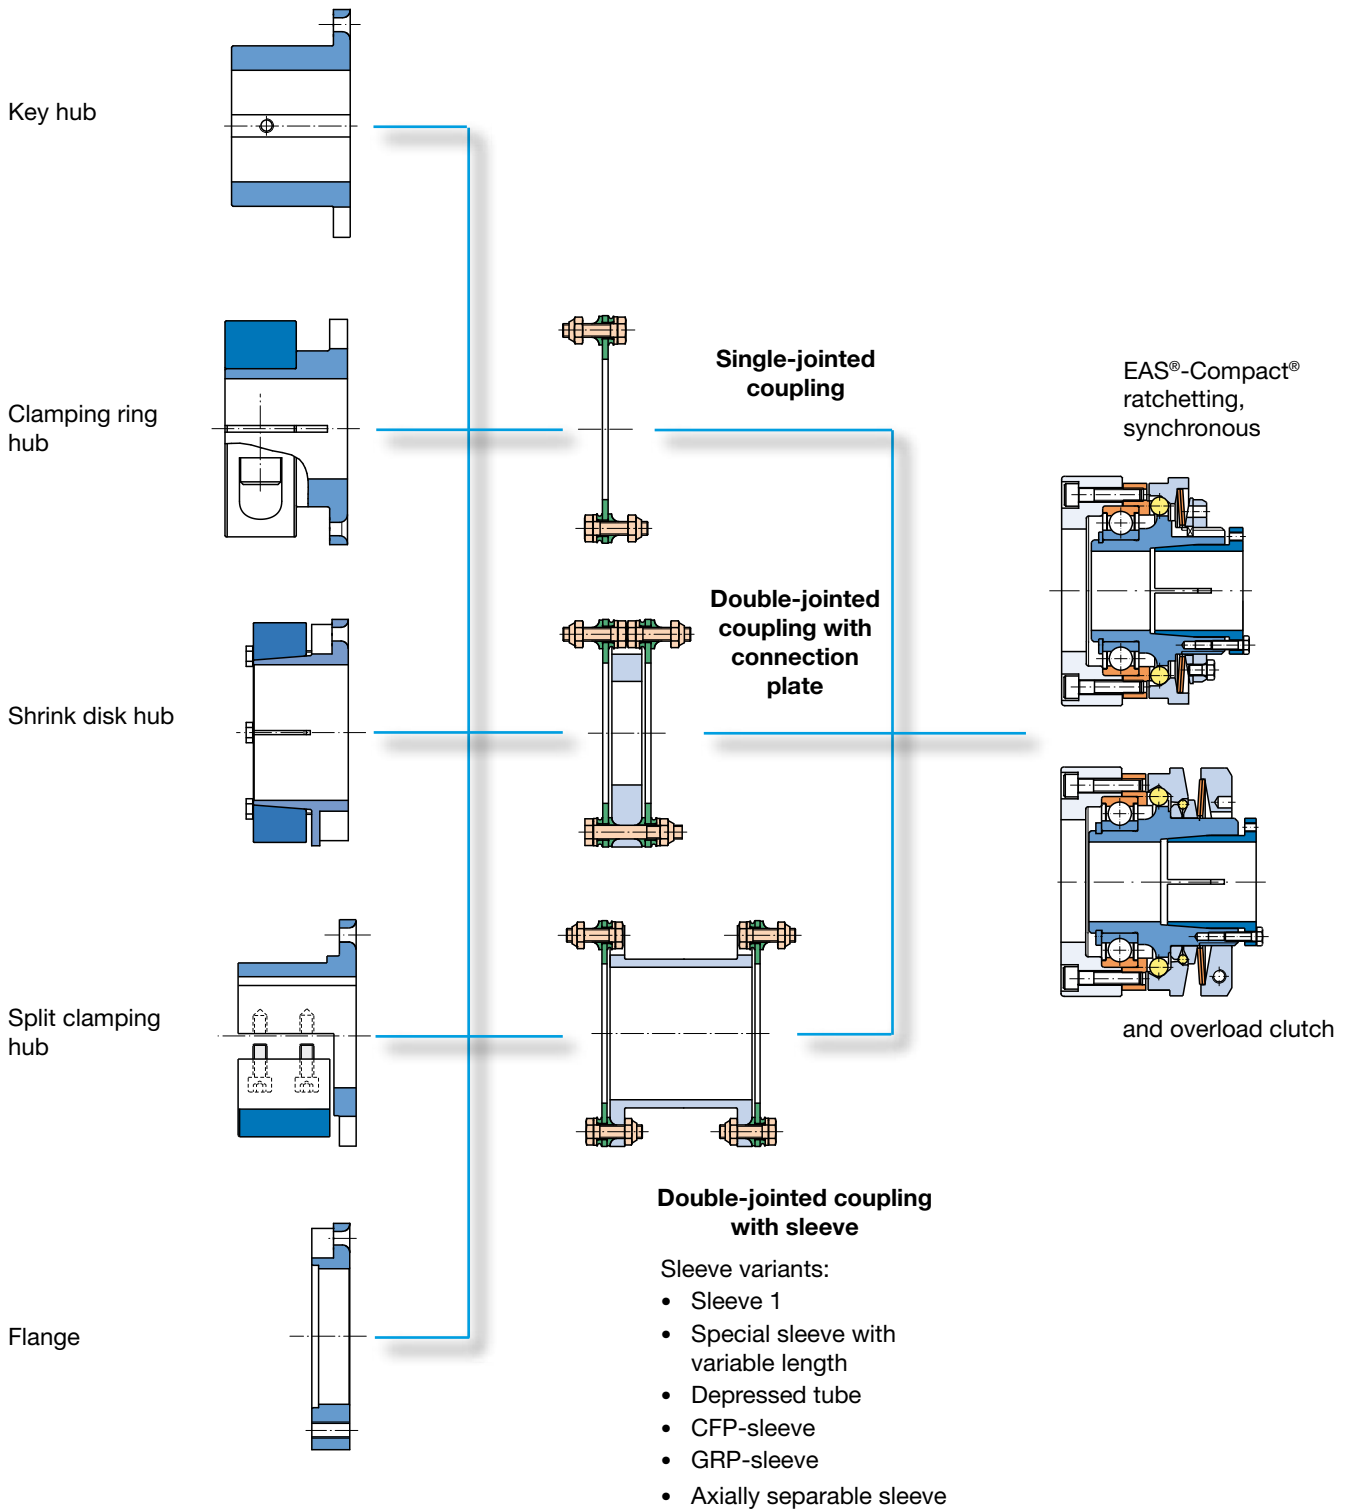 Key hub
Clamping ring
hub
Shrink disk hub
Split clamping
hub
Flange
Single-jointed
coupling
Double-jointed
coupling with
connection
plate
Double-jointed coupling
with sleeve
Sleeve variants:
• Sleeve 1
• Special sleeve with
variable length
• Depressed tube
• CFP-sleeve
• GRP-sleeve
• Axially separable sleeve
EAS®-Compact®
ratchetting,
synchronous
and overload clutch